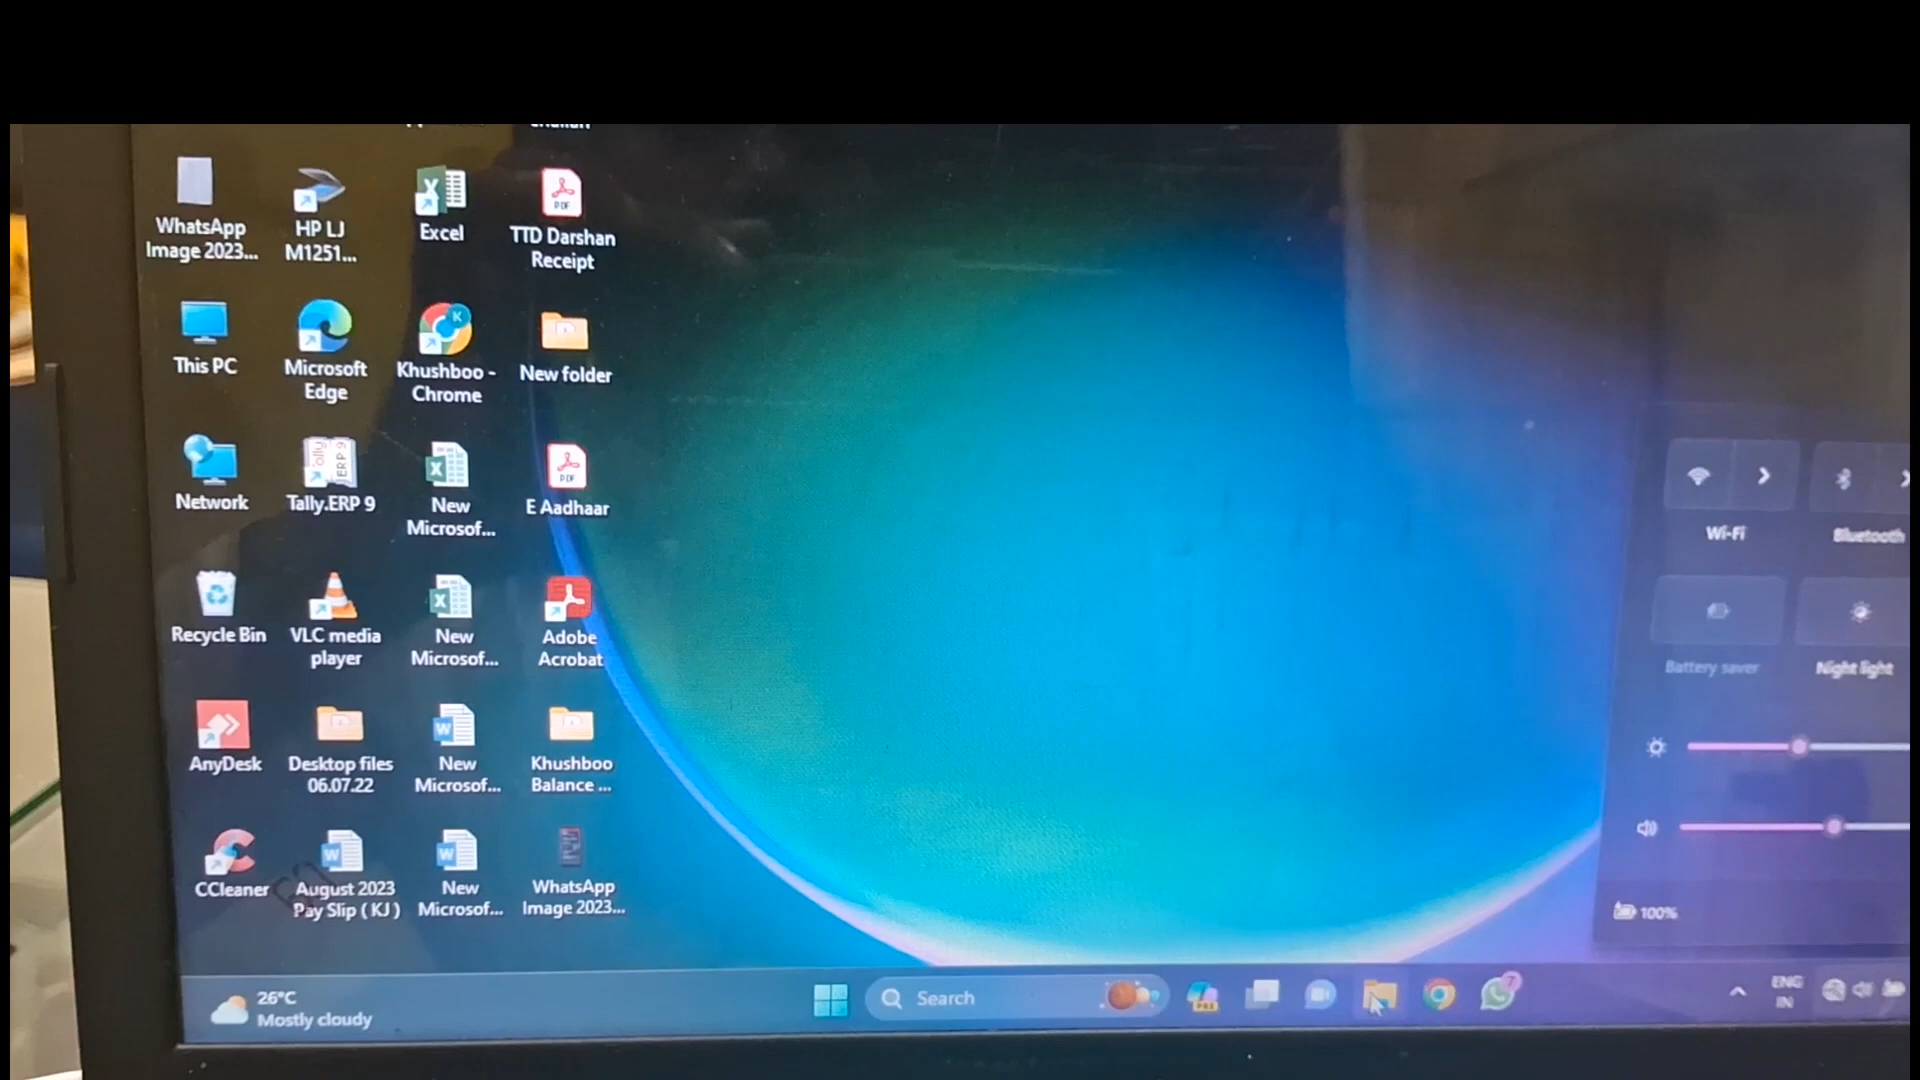 WhatsApp
Image 2023...
HP LJ
M1251...
Excel
TTD Darshan
Receipt
This PC
Microsoft
Edge
Khushboo -
Chrome
New folder
Network
Tally.ERP 9
New
Microsof...
E Aadhaar
Recycle Bin
VLC media
player
New
Microsof...
Adobe
Acrobat
AnyDesk
Desktop files
06.07.22
New
Microsof...
Khushboo
Balance ...
CCleaner
August 2023
Pay Slip ( KJ )
New
Microsof...
WhatsApp
Image 2023...
Wi-Fi
Bluetooth
Battery saver
Night light
100%
26°C
Mostly cloudy
Search
PRE
7
ENG
IN